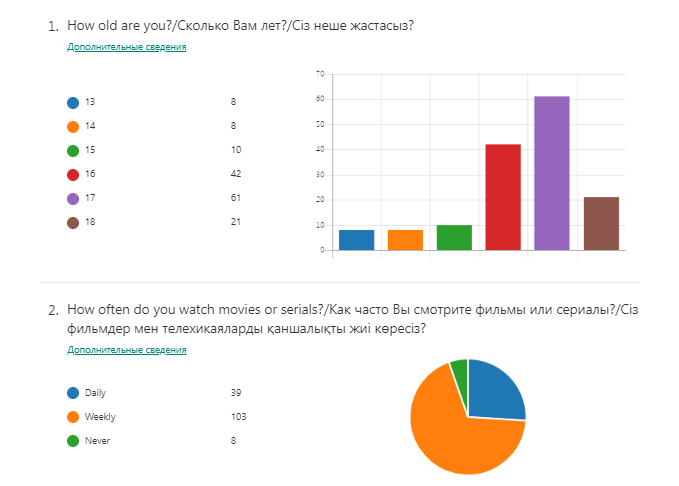 1. How old are you?/Сколько Вам лет?/Сіз неше жастасыз?
Дополнительные сведения
13 8
14 8
15 10
16 42
17 61
18 21
70
60
50
40
30
20
10
0
2. How often do you watch movies or serials?/Как часто Вы смотрите фильмы или сериалы?/Сіз
фильмдер мен телехикаяларды қаншалықты жиі көресіз?
Дополнительные сведения
Daily 39
Weekly 103
Never 8